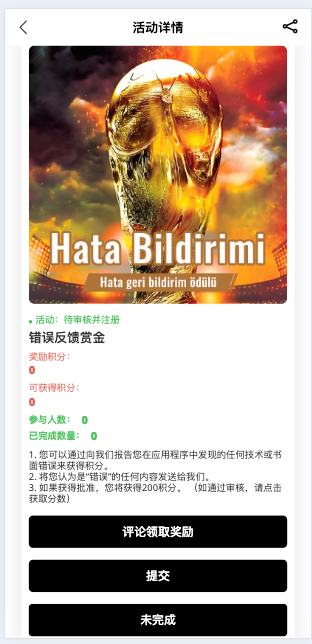 活动详情
Hata Bildirimi
Hata geri bildirim ödülü
活动：待审核并注册
错误反馈赏金
奖励积分：
0
可获得积分：
0
参与人数： 0
已完成数量： 0
1. 您可以通过向我们报告您在应用程序中发现的任何技术或书
面错误来获得积分。
2. 将您认为是“错误”的任何内容发送给我们。
3. 如果获得批准，您将获得200积分。（如通过审核，请点击
获取分数）
评论领取奖励
提交
未完成